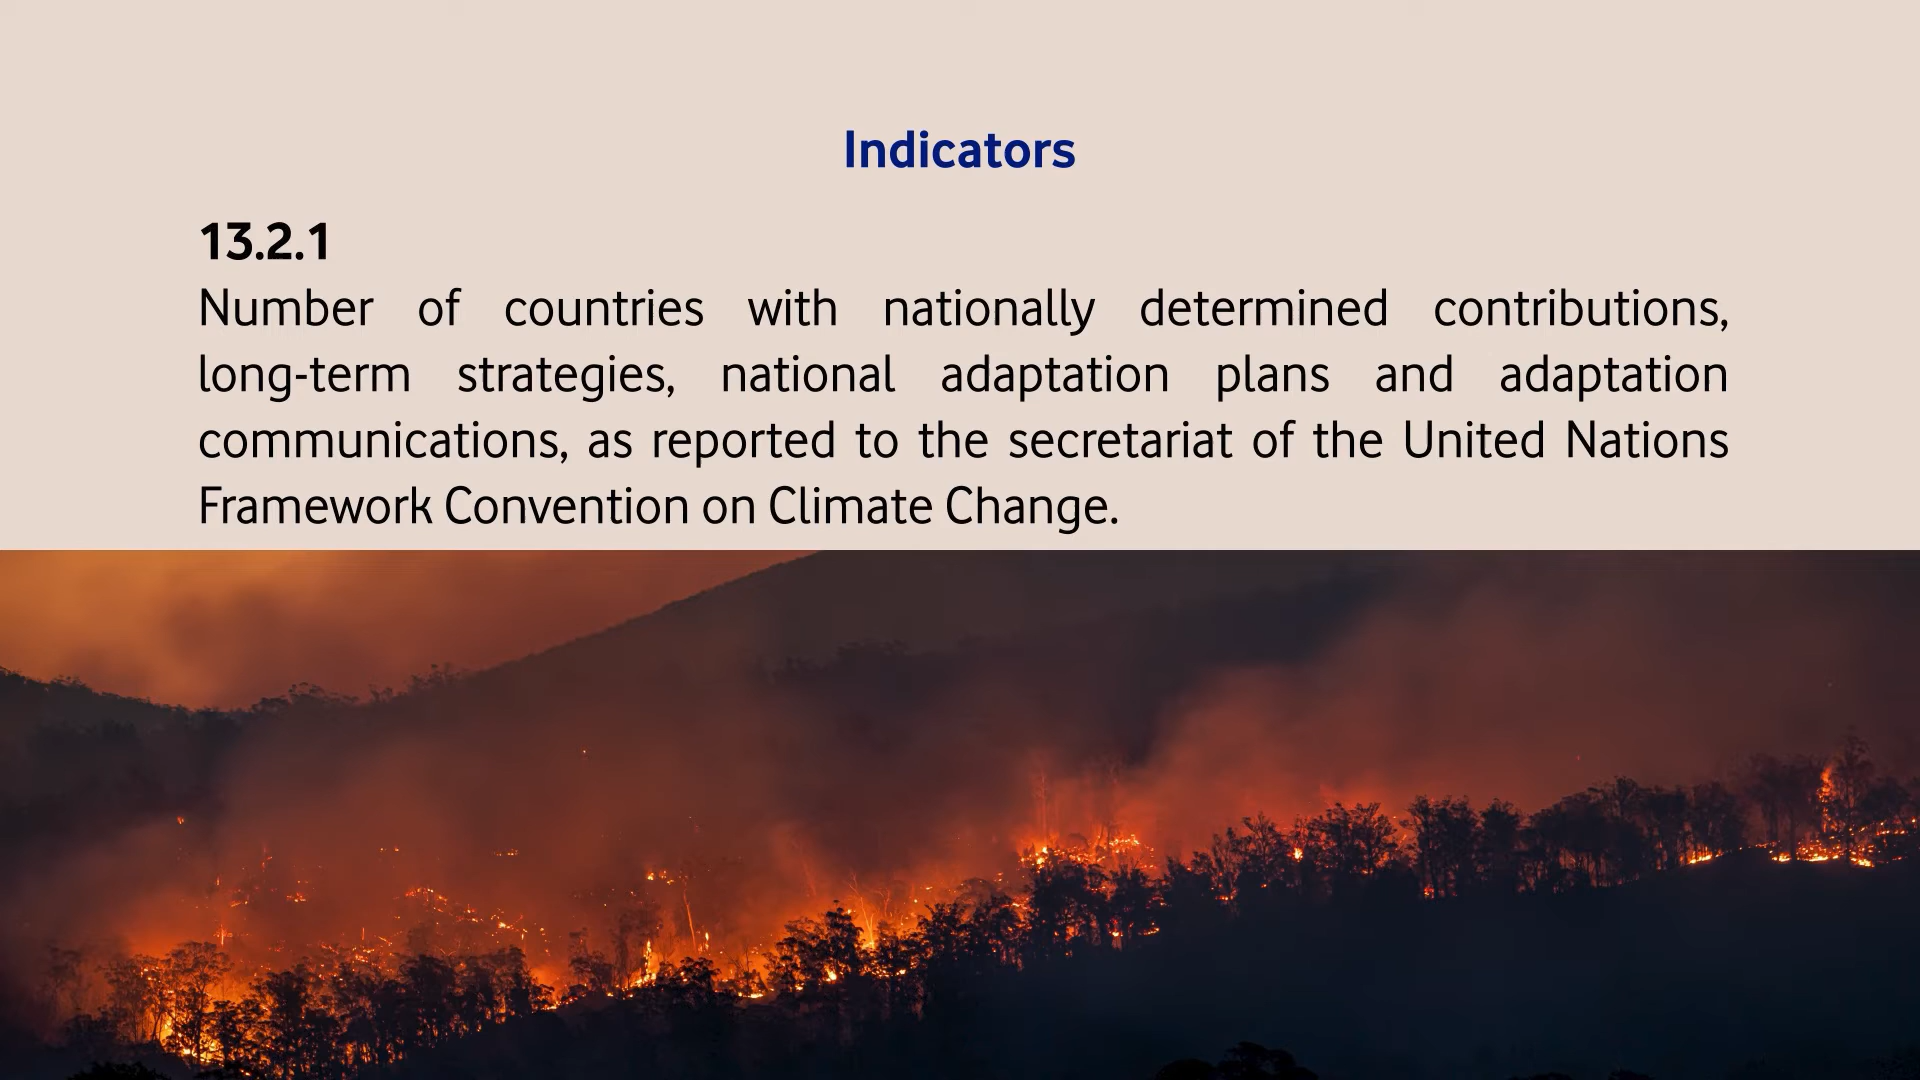 Indicators
13.2.1
Number of countries with nationally determined contributions,
long-term strategies, national adaptation plans and adaptation
communications, as reported to the secretariat of the United Nations
Framework Convention on Climate Change.